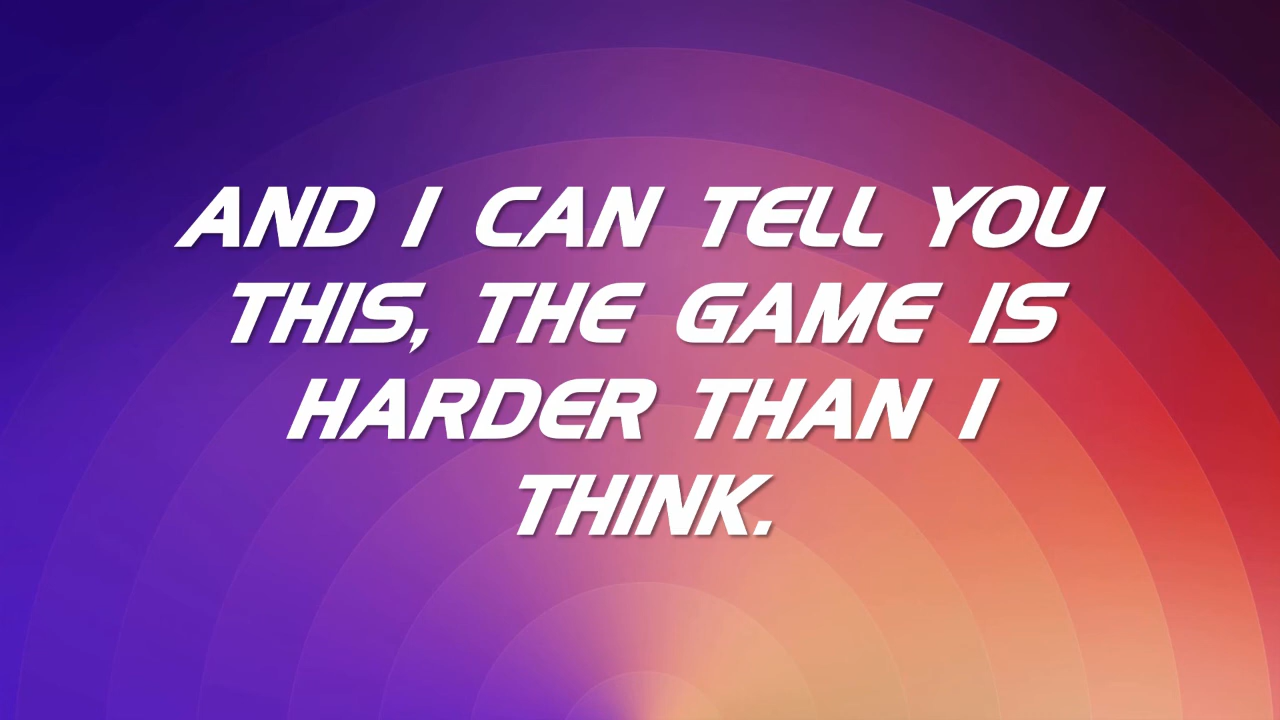 AND I CAN TELL YOU
THIS, THE GAME IS
HARDER THAN I
THINK.